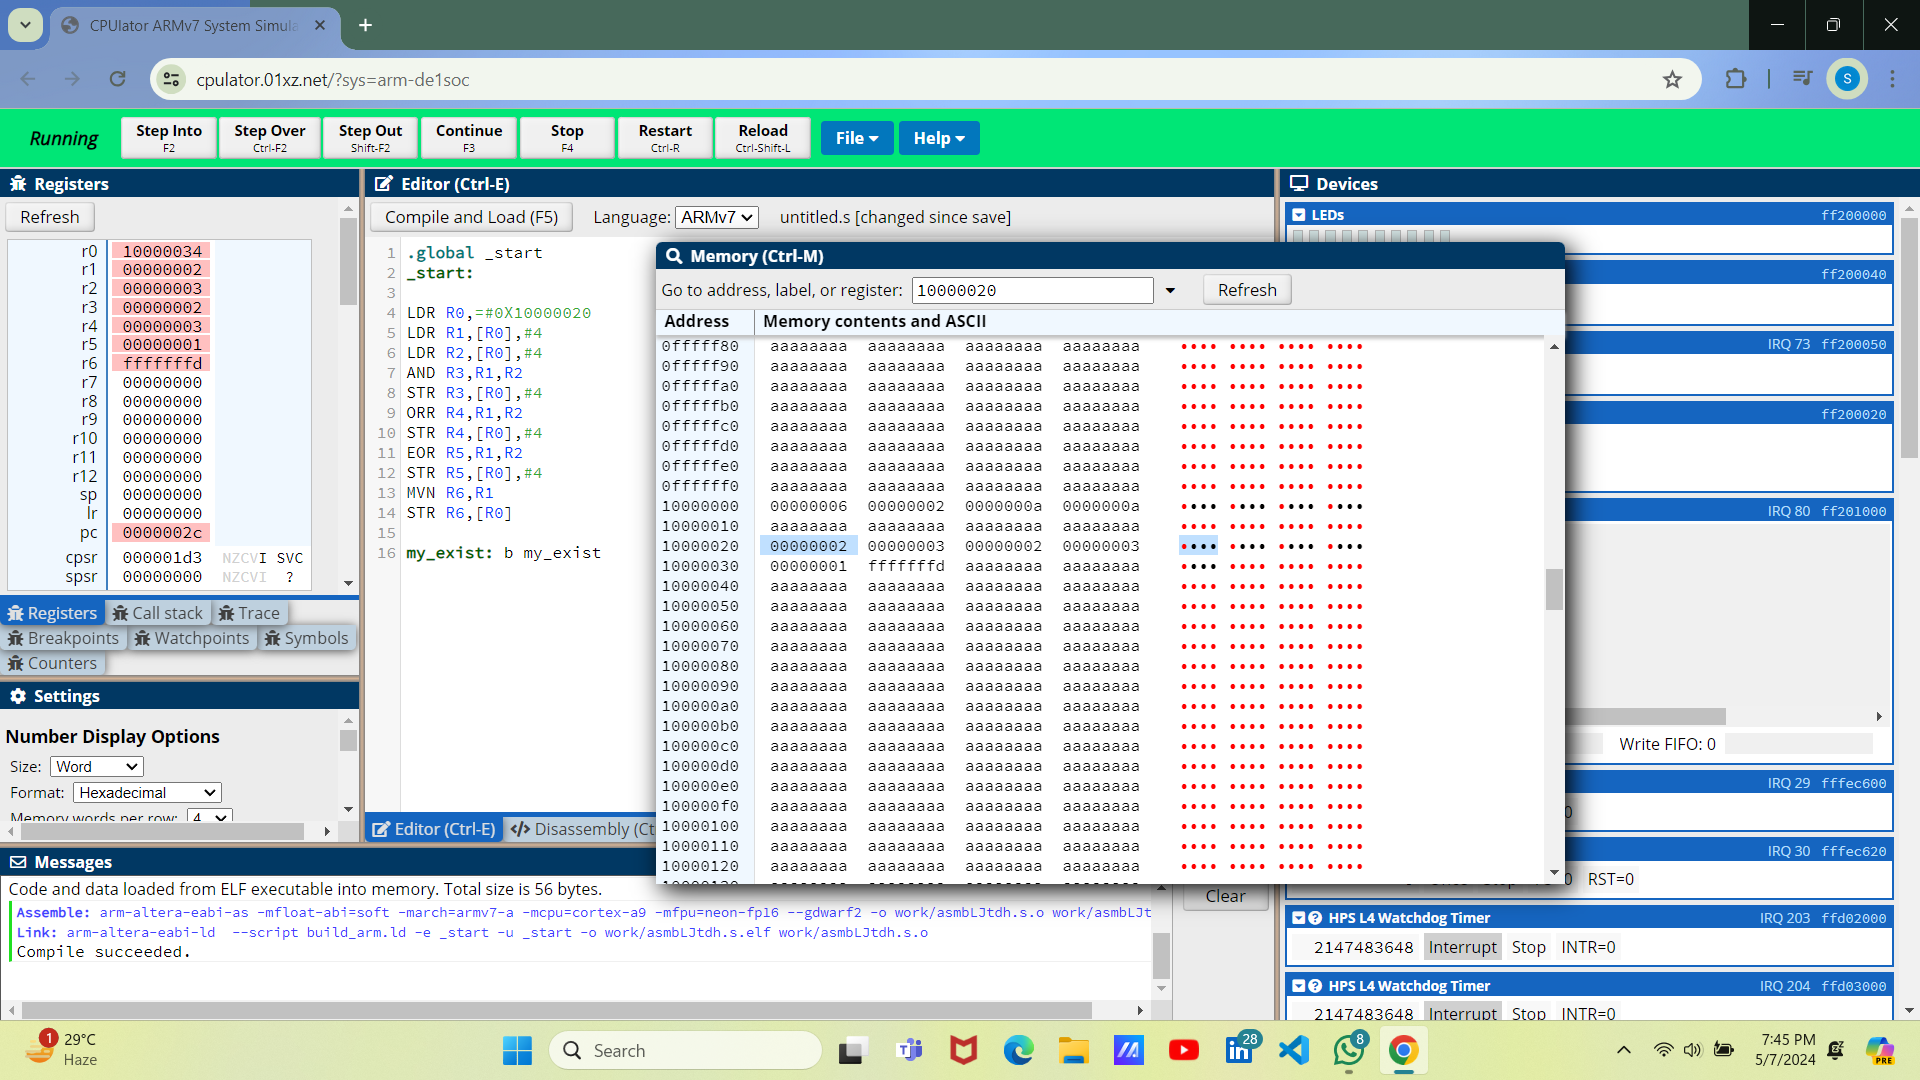 CPUlator ARMv7 System Simula
cpulator.01xz.net/?sys=arm-de1soc
S
Running
Step Into
F2
Step Over
Ctrl-F2
Step Out
Shift-F2
Continue
F3
Stop
F4
Restart
Ctrl-R
Reload
Ctrl-Shift-L
File
Help
Registers
Refresh
r0 10000034
r1 00000002
r2 00000003
r3 00000002
r4 00000003
r5 00000001
r6 fffffffd
r7 00000000
r8 00000000
r9 00000000
r10 00000000
r11 00000000
r12 00000000
sp 00000000
lr 00000000
pc 0000002c
cpsr 000001d3 NZCVI SVC
spsr 00000000 NZCVI ?
Registers Call stack Trace
Breakpoints Watchpoints Symbols
Counters
Settings
Number Display Options
Size: Word
Format: Hexadecimal
Memory words per row: 4
Editor (Ctrl-E)
Compile and Load (F5) Language: ARMv7 untitled.s [changed since save]
1 .global _start
2 _start:
3
4 LDR R0,=#0X10000020
5 LDR R1,[R0],#4
6 LDR R2,[R0],#4
7 AND R3,R1,R2
8 STR R3,[R0],#4
9 ORR R4,R1,R2
10 STR R4,[R0],#4
11 EOR R5,R1,R2
12 STR R5,[R0],#4
13 MVN R6,R1
14 STR R6,[R0]
15
16 my_exist: b my_exist
Editor (Ctrl-E) Disassembly (Ct
Memory (Ctrl-M)
Go to address, label, or register: 10000020 Refresh
Address Memory contents and ASCII
0fffff80 aaaaaaaa aaaaaaaa aaaaaaaa aaaaaaaa
0fffff90 aaaaaaaa aaaaaaaa aaaaaaaa aaaaaaaa
0fffffa0 aaaaaaaa aaaaaaaa aaaaaaaa aaaaaaaa
0fffffb0 aaaaaaaa aaaaaaaa aaaaaaaa aaaaaaaa
0fffffc0 aaaaaaaa aaaaaaaa aaaaaaaa aaaaaaaa
0fffffd0 aaaaaaaa aaaaaaaa aaaaaaaa aaaaaaaa
0fffffe0 aaaaaaaa aaaaaaaa aaaaaaaa aaaaaaaa
0ffffff0 aaaaaaaa aaaaaaaa aaaaaaaa aaaaaaaa
10000000 00000006 00000002 0000000a 0000000a
10000010 aaaaaaaa aaaaaaaa aaaaaaaa aaaaaaaa
10000020 00000002 00000003 00000002 00000003
10000030 00000001 fffffffd aaaaaaaa aaaaaaaa
10000040 aaaaaaaa aaaaaaaa aaaaaaaa aaaaaaaa
10000050 aaaaaaaa aaaaaaaa aaaaaaaa aaaaaaaa
10000060 aaaaaaaa aaaaaaaa aaaaaaaa aaaaaaaa
10000070 aaaaaaaa aaaaaaaa aaaaaaaa aaaaaaaa
10000080 aaaaaaaa aaaaaaaa aaaaaaaa aaaaaaaa
10000090 aaaaaaaa aaaaaaaa aaaaaaaa aaaaaaaa
100000a0 aaaaaaaa aaaaaaaa aaaaaaaa aaaaaaaa
100000b0 aaaaaaaa aaaaaaaa aaaaaaaa aaaaaaaa
100000c0 aaaaaaaa aaaaaaaa aaaaaaaa aaaaaaaa
100000d0 aaaaaaaa aaaaaaaa aaaaaaaa aaaaaaaa
100000e0 aaaaaaaa aaaaaaaa aaaaaaaa aaaaaaaa
100000f0 aaaaaaaa aaaaaaaa aaaaaaaa aaaaaaaa
10000100 aaaaaaaa aaaaaaaa aaaaaaaa aaaaaaaa
10000110 aaaaaaaa aaaaaaaa aaaaaaaa aaaaaaaa
10000120 aaaaaaaa aaaaaaaa aaaaaaaa aaaaaaaa
Devices
LEDs ff200000
ff200040
IRQ 73 ff200050
ff200020
IRQ 80 ff201000
Write FIFO: 0
IRQ 29 fffec600
0
IRQ 30 fffec620
0 RST=0
HPS L4 Watchdog Timer IRQ 203 ffd02000
2147483648 Interrupt Stop INTR=0
HPS L4 Watchdog Timer IRQ 204 ffd03000
2147483648 Interrupt Stop INTR=0
Messages
Clear
Code and data loaded from ELF executable into memory. Total size is 56 bytes.
Assemble: arm-altera-eabi-as -mfloat-abi=soft -march=armv7-a -mcpu=cortex-a9 -mfpu=neon-fp16 --gdwarf2 -o work/asmbLJtdh.s.o work/asmbLJt
Link: arm-altera-eabi-ld --script build_arm.ld -e _start -u _start -o work/asmbLJtdh.s.elf work/asmbLJtdh.s.o
Compile succeeded.
1
29°C
Haze
Search
28
8
PRE
7:45 PM
5/7/2024